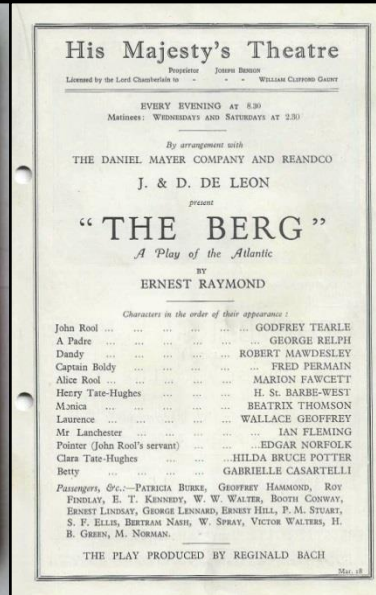 His Majesty's Theatre
Proprietor Joseph Benson
Licensed by the Lord Chamberlain to - - - William Clifford Gaunt
EVERY EVENING AT 8.30
Matinees: Wednesdays and Saturdays at 2.30
By arrangement with
THE DANIEL MAYER COMPANY AND REANDCO
J. & D. DE LEON
present
"THE BERG"
A Play of the Atlantic
BY
ERNEST RAYMOND
Characters in the order of their appearance :
John Rool ... ... ... ... ... ... GODFREY TEARLE
A Padre ... ... ... ... ... GEORGE RELPH
Dandy ... ... ... ... ROBERT MAWDESLEY
Captain Boldy ... ... ... ... FRED PERMAIN
Alice Rool ... ... ... ... ... MARION FAWCETT
Henry Tate-Hughes ... ... ... H. St. BARBE-WEST
Monica ... ... ... ... ... BEATRIX THOMSON
Laurence ... ... ... ... WALLACE GEOFFREY
Mr Lanchester ... ... ... ... IAN FLEMING
Pointer (John Rool's servant) ... ... ...EDGAR NORFOLK
Clara Tate-Hughes ... ... ...HILDA BRUCE POTTER
Betty ... ... ... ... GABRIELLE CASARTELLI
Passengers, &c.:—Patricia Burke, Geoffrey Hammond, Roy
Findlay, E. T. Kennedy, W. W. Walter, Booth Conway,
Ernest Lindsay, George Lennard, Ernest Hill, P. M. Stuart,
S. F. Ellis, Bertram Nash, W. Spray, Victor Walters, H.
B. Green, M. Norman.
THE PLAY PRODUCED BY REGINALD BACH
Mar. 18